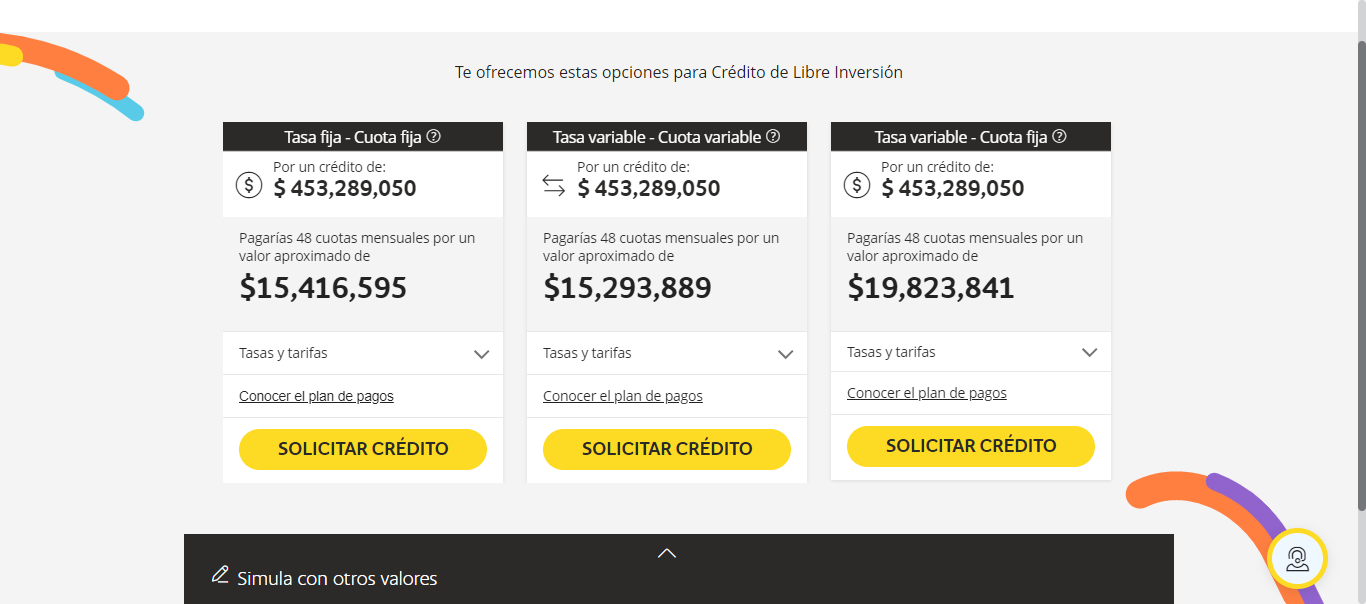 Te ofrecemos estas opciones para Crédito de Libre Inversión
Tasa fija - Cuota fija
Por un crédito de:
$ 453,289,050
Pagarías 48 cuotas mensuales por un
valor aproximado de
$15,416,595
Tasas y tarifas
Conocer el plan de pagos
SOLICITAR CRÉDITO
Tasa variable - Cuota variable
Por un crédito de:
$ 453,289,050
Pagarías 48 cuotas mensuales por un
valor aproximado de
$15,293,889
Tasas y tarifas
Conocer el plan de pagos
SOLICITAR CRÉDITO
Tasa variable - Cuota fija
Por un crédito de:
$ 453,289,050
Pagarías 48 cuotas mensuales por un
valor aproximado de
$19,823,841
Tasas y tarifas
Conocer el plan de pagos
SOLICITAR CRÉDITO
Simula con otros valores